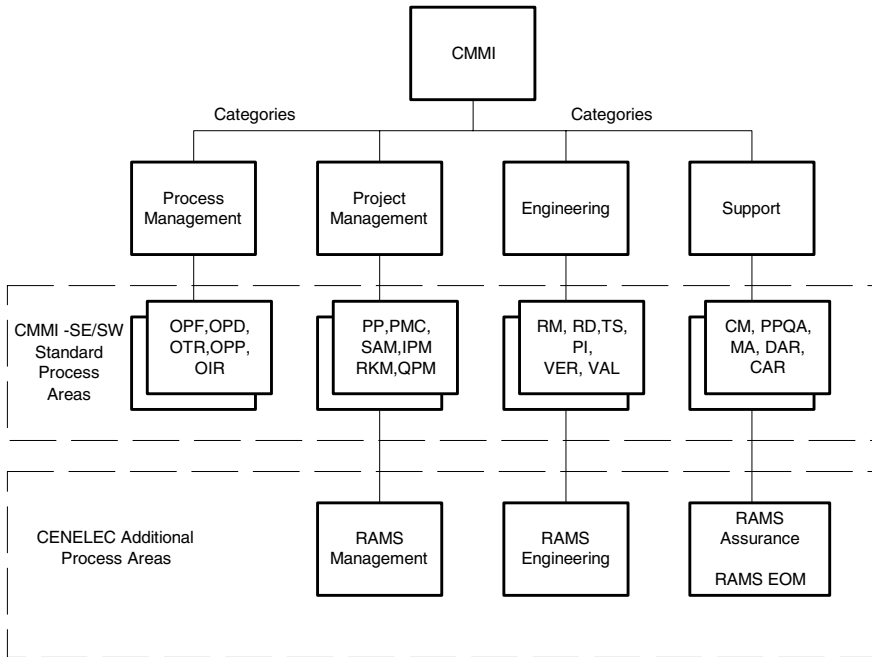 CMMI
Categories
Categories
Process
Management
Project
Management
Engineering
Support
CMMI -SE/SW
Standard
Process
Areas
OPF,OPD,
OTR,OPP,
OIR
PP,PMC,
SAM,IPM
RKM,QPM
RM, RD,TS,
PI,
VER, VAL
CM, PPQA,
MA, DAR,
CAR
CENELEC Additional
Process Areas
RAMS
Management
RAMS
Engineering
RAMS
Assurance
RAMS EOM